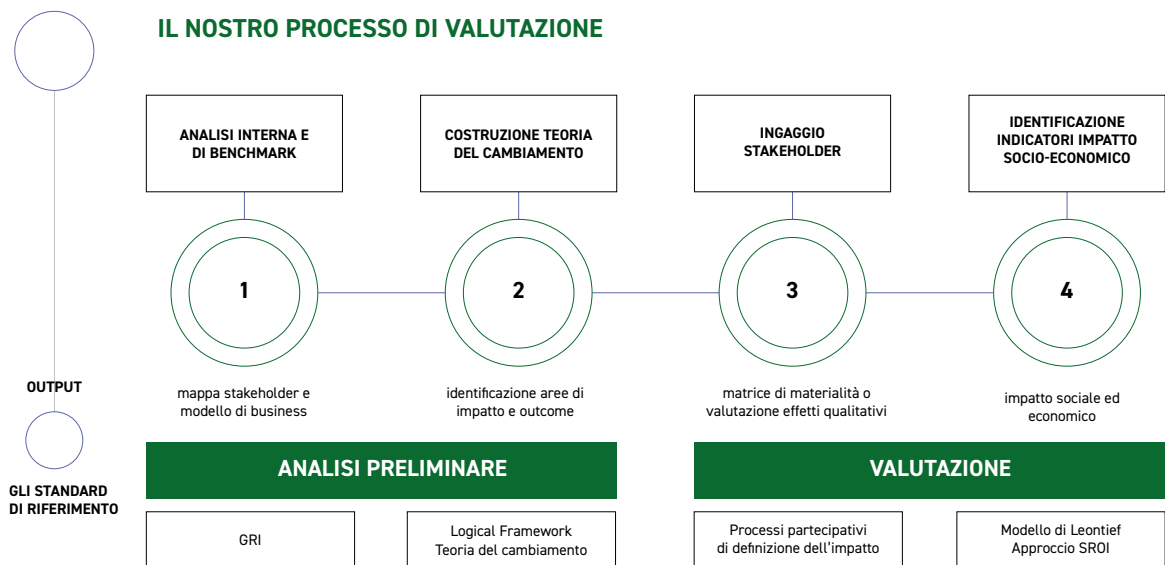 IL NOSTRO PROCESSO DI VALUTAZIONE
ANALISI INTERNA E
DI BENCHMARK
COSTRUZIONE TEORIA
DEL CAMBIAMENTO
INGAGGIO
STAKEHOLDER
IDENTIFICAZIONE
INDICATORI IMPATTO
SOCIO-ECONOMICO
1
2
3
4
OUTPUT
mappa stakeholder e
modello di business
identificazione aree di
impatto e outcome
matrice di materialità o
valutazione effetti qualitativi
impatto sociale ed
economico
ANALISI PRELIMINARE
VALUTAZIONE
GLI STANDARD
DI RIFERIMENTO
GRI
Logical Framework
Teoria del cambiamento
Processi partecipativi
di definizione dell'impatto
Modello di Leontief
Approccio SROI